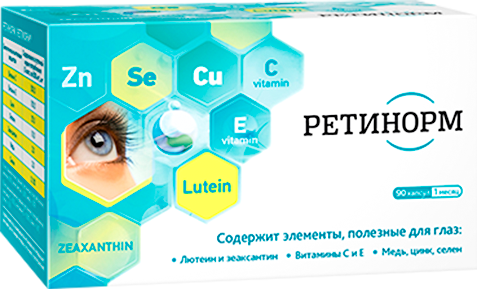 Zn
Se
Cu
C
vitamin
E
vitamin
Lutein
ZEAXANTHIN
РЕТИНОРМ
90 капсул 1 месяц
Содержит элементы, полезные для глаз:
• Лютеин и зеаксантин • Витамины С и Е • Медь, цинк, селен